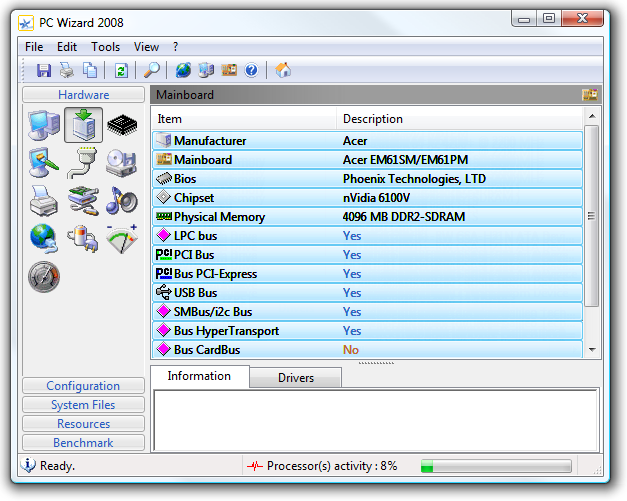 PC Wizard 2008
File Edit Tools View ?
Hardware
Mainboard
Item Description
Manufacturer Acer
Mainboard Acer EM61SM/EM61PM
Bios Phoenix Technologies, LTD
Chipset nVidia 6100V
Physical Memory 4096 MB DDR2-SDRAM
LPC bus Yes
PCI PCI Bus Yes
PCI Bus PCI-Express Yes
USB Bus Yes
SMBus/i2c Bus Yes
Bus HyperTransport Yes
Bus CardBus No
Information Drivers
Configuration
System Files
Resources
Benchmark
Ready. Processor(s) activity : 8%